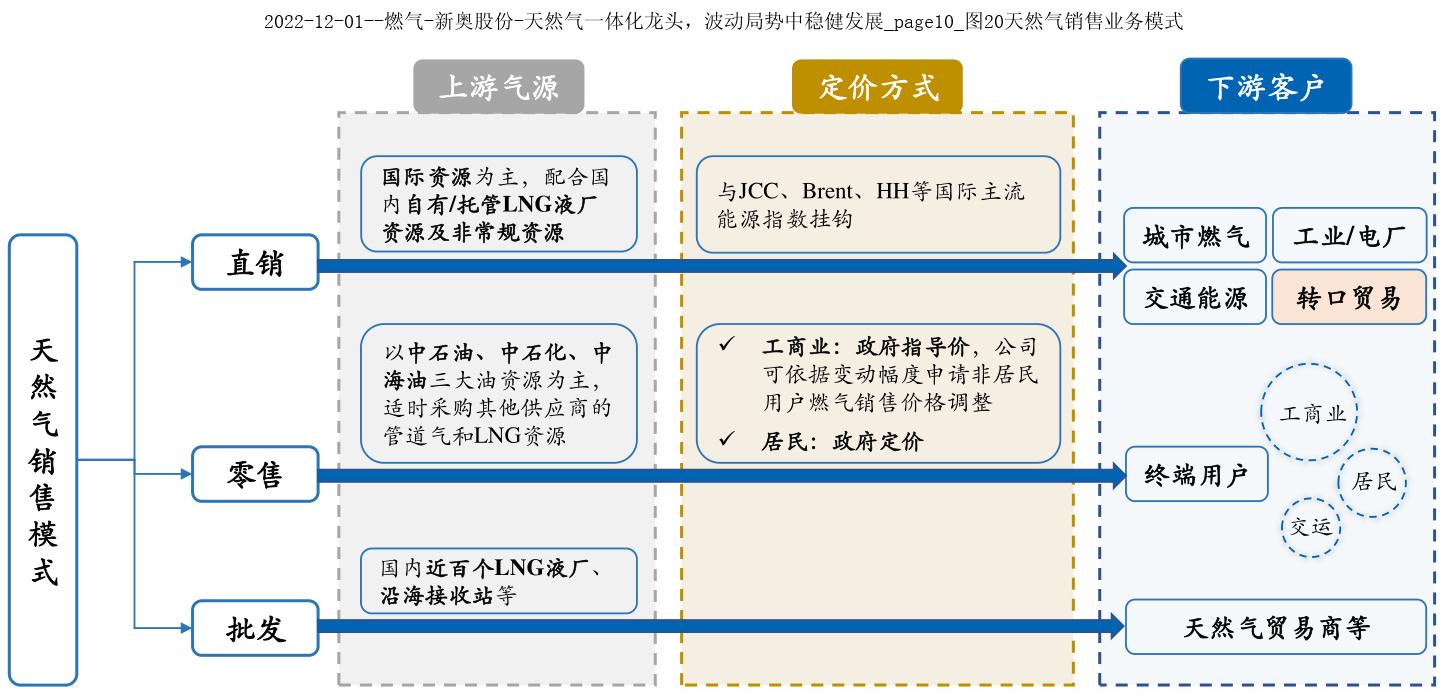 2022-12-01--燃气-新奥股份-天然气一体化龙头，波动局势中稳健发展_page10_图20天然气销售业务模式
上游气源
定价方式
下游客户
天然气销售模式
直销
国际资源为主，配合国
内自有/托管LNG液厂
资源及非常规资源
与JCC、Brent、HH等国际主流
能源指数挂钩
城市燃气
工业/电厂
交通能源
转口贸易
零售
以中石油、中石化、中
海油三大油资源为主，
适时采购其他供应商的
管道气和LNG资源
✓ 工商业：政府指导价，公司
可依据变动幅度申请非居民
用户燃气销售价格调整
✓ 居民：政府定价
终端用户
工商业
居民
交运
批发
国内近百个LNG液厂、
沿海接收站等
天然气贸易商等